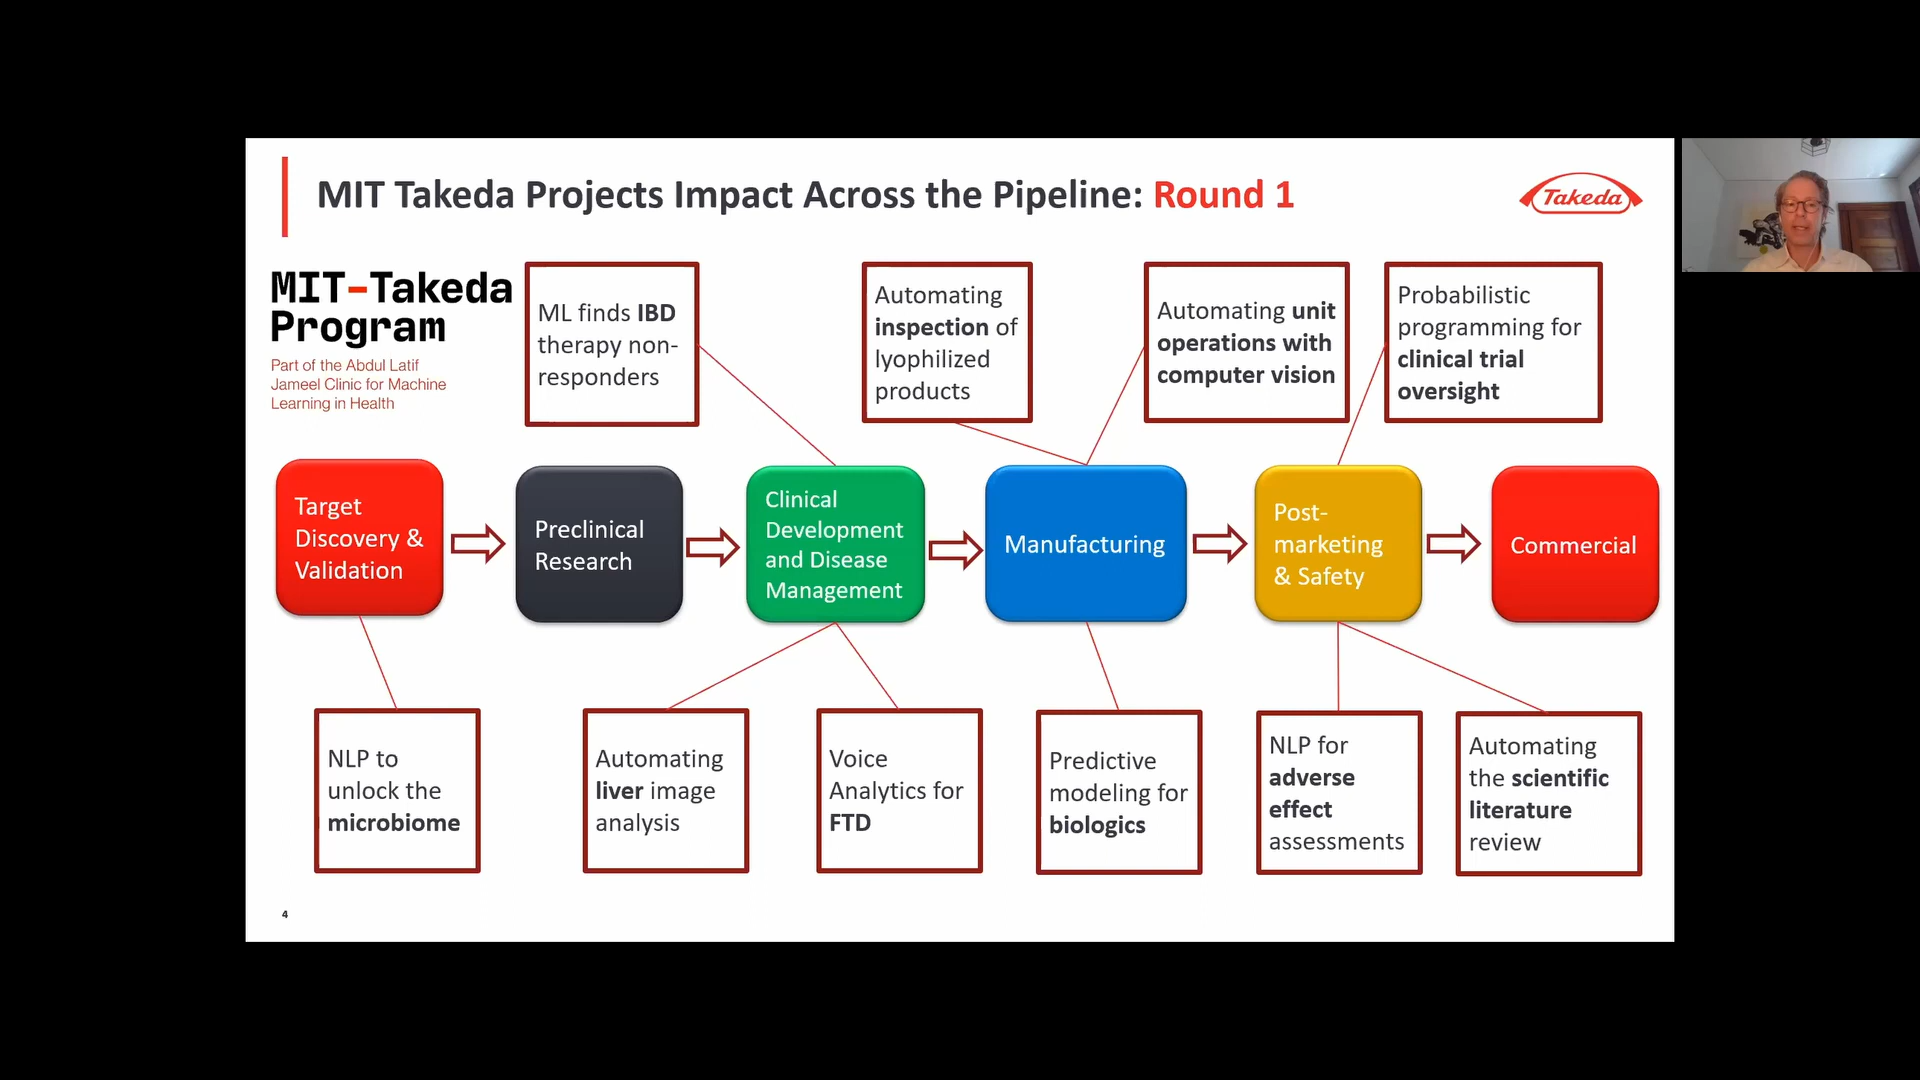 MIT Takeda Projects Impact Across the Pipeline: Round 1
Takeda
MIT-Takeda
Program
Part of the Abdul Latif
Jameel Clinic for Machine
Learning in Health
ML finds IBD
therapy non-
responders
Automating
inspection of
lyophilized
products
Automating unit
operations with
computer vision
Probabilistic
programming for
clinical trial
oversight
Target
Discovery &
Validation
Preclinical
Research
Clinical
Development
and Disease
Management
Manufacturing
Post-
marketing
& Safety
Commercial
NLP to
unlock the
microbiome
Automating
liver image
analysis
Voice
Analytics for
FTD
Predictive
modeling for
biologics
NLP for
adverse
effect
assessments
Automating
the scientific
literature
review
4